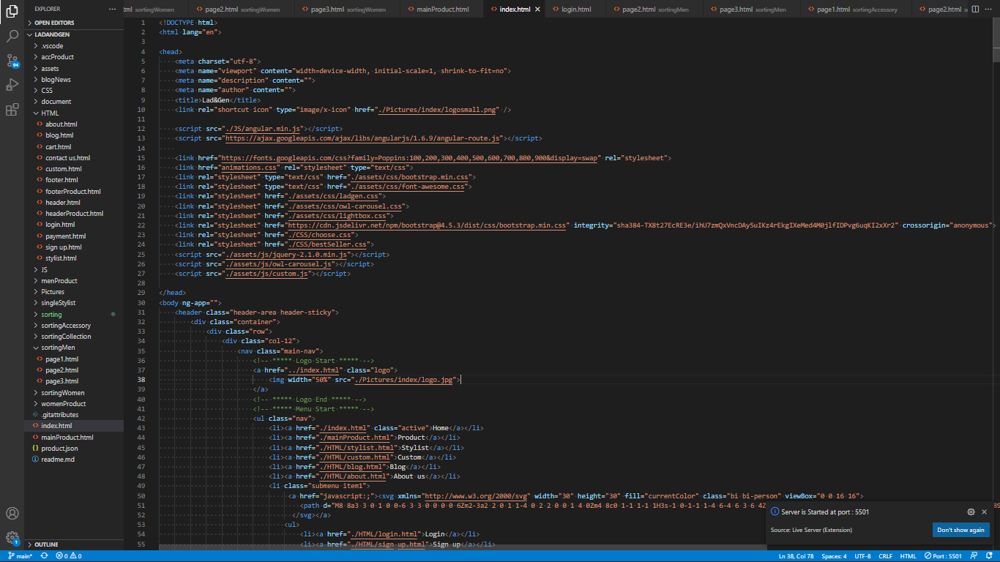 EXPLORER
···
OPEN EDITORS
LADANDGEN
.vscode
accProduct
assets
blogNews
CSS
document
HTML
about.html
blog.html
cart.html
contact us.html
custom.html
footer.html
footerProduct.html
header.html
headerProduct.html
login.html
payment.html
sign up.html
stylist.html
JS
menProduct
Pictures
singleStylist
sorting
sortingAccessory
sortingCollection
sortingMen
page1.html
page2.html
page3.html
sortingWomen
womenProduct
.gitattributes
index.html
mainProduct.html
product.json
readme.md
OUTLINE
94
1
tml sortingWomen
page2.html sortingWomen
page3.html sortingWomen
mainProduct.html
index.html
login.html
page2.html sortingMen
page3.html sortingMen
page1.html sortingAccessory
page2.html
1 <!DOCTYPE html>
2 <html lang="en">
3
4 <head>
5 <meta charset="utf-8">
6 <meta name="viewport" content="width=device-width, initial-scale=1, shrink-to-fit=no">
7 <meta name="description" content="">
8 <meta name="author" content="">
9 <title>Lad&Gen</title>
10 <link rel="shortcut icon" type="image/x-icon" href="./Pictures/index/logosmall.png" />
11
12 <script src="./JS/angular.min.js"></script>
13 <script src="https://ajax.googleapis.com/ajax/libs/angularjs/1.6.9/angular-route.js"></script>
14
15 <link href="https://fonts.googleapis.com/css?family=Poppins:100,200,300,400,500,600,700,800,900&display=swap" rel="stylesheet">
16 <link href="animations.css" rel="stylesheet" type="text/css">
17 <link rel="stylesheet" type="text/css" href="./assets/css/bootstrap.min.css">
18 <link rel="stylesheet" type="text/css" href="./assets/css/font-awesome.css">
19 <link rel="stylesheet" href="./assets/css/ladgen.css">
20 <link rel="stylesheet" href="./assets/css/owl-carousel.css">
21 <link rel="stylesheet" href="./assets/css/lightbox.css">
22 <link rel="stylesheet" href="https://cdn.jsdelivr.net/npm/bootstrap@4.5.3/dist/css/bootstrap.min.css" integrity="sha384-TX8t27EcRE3e/ihU7zmQxVncDAy5uIKz4rEkgIXeMed4M0jlfIDPvg6uqKI2xXr2" crossorigin="anonymous">
23 <link rel="stylesheet" href="./CSS/choose.css">
24 <link rel="stylesheet" href="./CSS/bestSeller.css">
25 <script src="./assets/js/jquery-2.1.0.min.js"></script>
26 <script src="./assets/js/owl-carousel.js"></script>
27 <script src="./assets/js/custom.js"></script>
28
29 </head>
30 <body ng-app="">
31 <header class="header-area header-sticky">
32 <div class="container">
33 <div class="row">
34 <div class="col-12">
35 <nav class="main-nav">
36 <!-- ***** Logo Start ***** -->
37 <a href="../index.html" class="logo">
38 <img width="50%" src="./Pictures/index/logo.jpg">
39 </a>
40 <!-- ***** Logo End ***** -->
41 <!-- ***** Menu Start ***** -->
42 <ul class="nav">
43 <li><a href="./index.html" class="active">Home</a></li>
44 <li><a href="./mainProduct.html">Product</a></li>
45 <li><a href="./HTML/stylist.html">Stylist</a></li>
46 <li><a href="./HTML/custom.html">Custom</a></li>
47 <li><a href="./HTML/blog.html">Blog</a></li>
48 <li><a href="./HTML/about.html">About us</a></li>
49 <li class="submenu item1">
50 <a href="javascript:;"><svg xmlns="http://www.w3.org/2000/svg" width="30" height="30" fill="currentColor" class="bi bi-person" viewBox="0 0 16 16">
51 <path d="M8 8a3 3 0 1 0 0-6 3 3 0 0 0 0 6Zm2-3a2 2 0 1 1-4 0 2 2 0 0 1 4 0Zm4 8c0 1-1 1-1 1H3s-1 0-1-1 1-4 6-4 6 3 6 4Z
52 </svg></a>
53 <ul>
54 <li><a href="./HTML/login.html">Login</a></li>
55 <li><a href="./HTML/sign up.html">Sign up</a></li>
Server is Started at port : 5501
Source: Live Server (Extension)
Don't show again
main*
0 0
Ln 38, Col 78
Spaces: 4
UTF-8
CRLF
HTML
Port : 5501